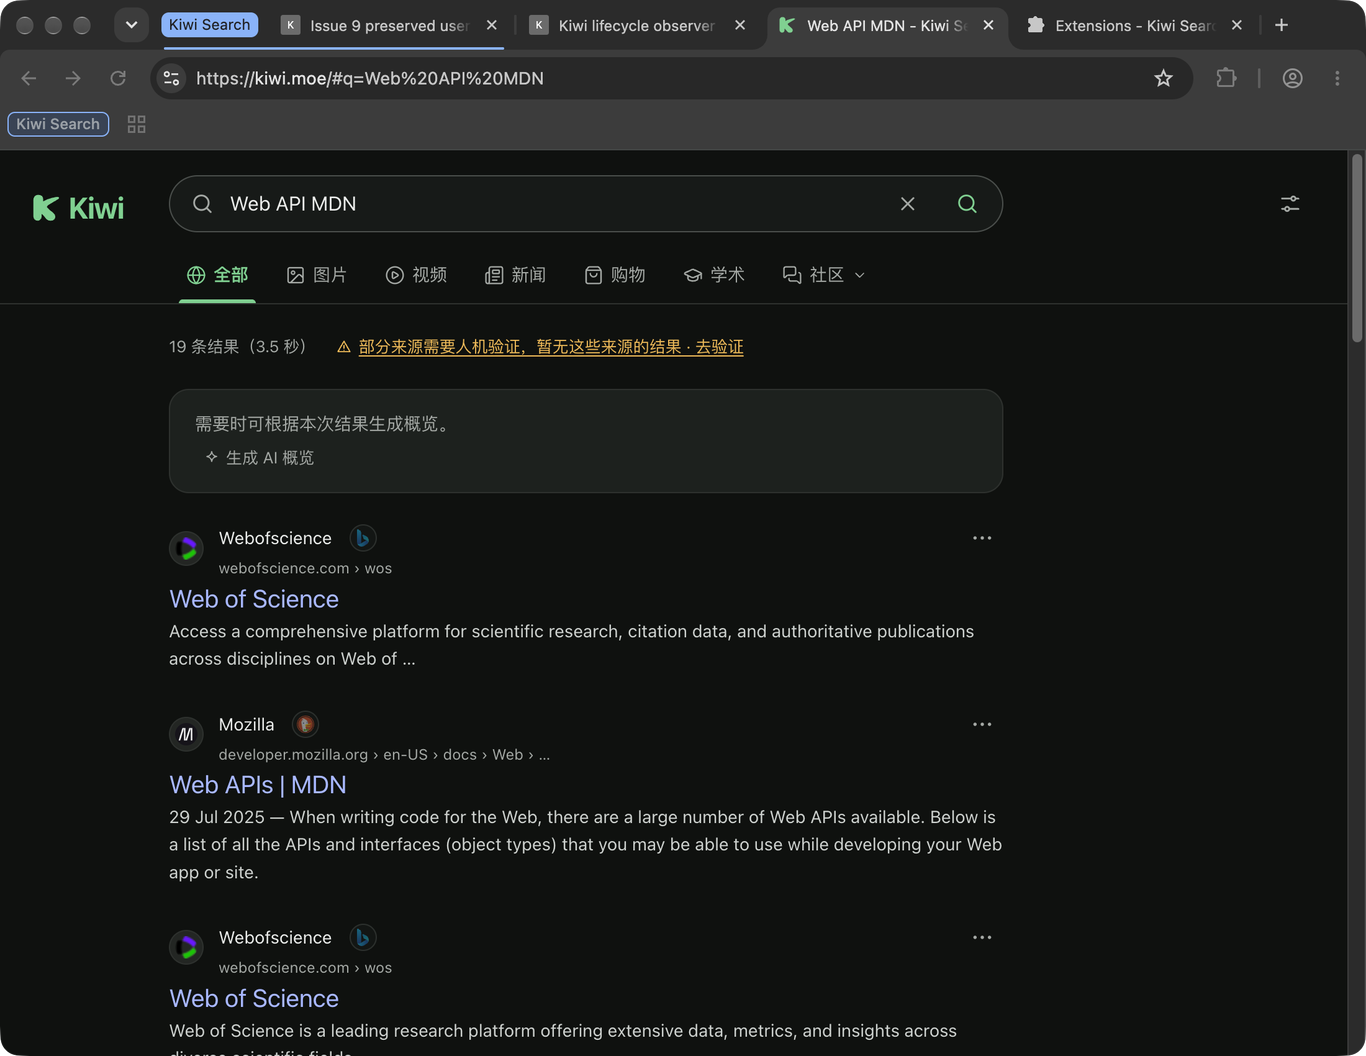 Kiwi Search
K Issue 9 preserved user
K Kiwi lifecycle observer
Web API MDN - Kiwi Se
Extensions - Kiwi Sear
https://kiwi.moe/#q=Web%20API%20MDN
Kiwi Search
Kiwi
Web API MDN
全部
图片
视频
新闻
购物
学术
社区
19 条结果（3.5 秒）
部分来源需要人机验证，暂无这些来源的结果 · 去验证
需要时可根据本次结果生成概览。
生成 AI 概览
Webofscience
webofscience.com › wos
Web of Science
Access a comprehensive platform for scientific research, citation data, and authoritative publications
across disciplines on Web of ...
Mozilla
developer.mozilla.org › en-US › docs › Web › ...
Web APIs | MDN
29 Jul 2025 — When writing code for the Web, there are a large number of Web APIs available. Below is
a list of all the APIs and interfaces (object types) that you may be able to use while developing your Web
app or site.
Webofscience
webofscience.com › wos
Web of Science
Web of Science is a leading research platform offering extensive data, metrics, and insights across
diverse scientific fields